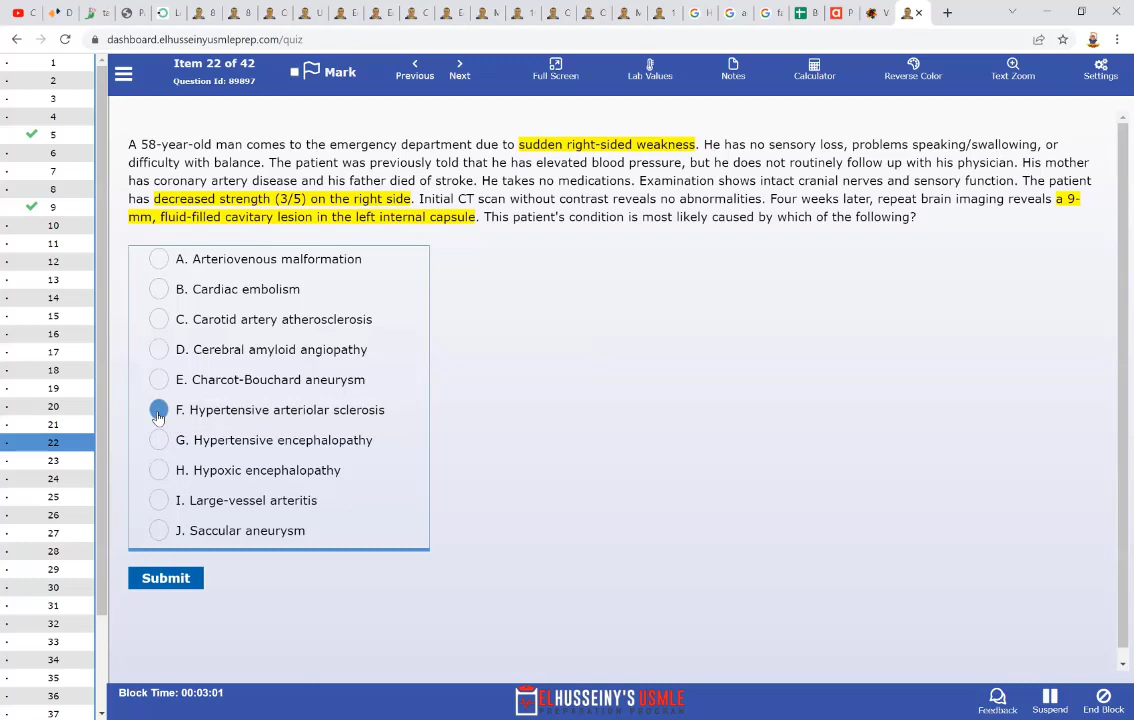 dashboard.elhusseinyusmleprep.com/quiz
Item 22 of 42
Question Id: 89897
Mark
Previous
Next
Full Screen
Lab Values
Notes
Calculator
Reverse Color
Text Zoom
Settings
1
2
3
4
5
6
7
8
9
10
11
12
13
14
15
16
17
18
19
20
21
22
23
24
25
26
27
28
29
30
31
32
33
34
35
36
37
A 58-year-old man comes to the emergency department due to sudden right-sided weakness. He has no sensory loss, problems speaking/swallowing, or
difficulty with balance. The patient was previously told that he has elevated blood pressure, but he does not routinely follow up with his physician. His mother
has coronary artery disease and his father died of stroke. He takes no medications. Examination shows intact cranial nerves and sensory function. The patient
has decreased strength (3/5) on the right side. Initial CT scan without contrast reveals no abnormalities. Four weeks later, repeat brain imaging reveals a 9-
mm, fluid-filled cavitary lesion in the left internal capsule. This patient's condition is most likely caused by which of the following?
A. Arteriovenous malformation
B. Cardiac embolism
C. Carotid artery atherosclerosis
D. Cerebral amyloid angiopathy
E. Charcot-Bouchard aneurysm
F. Hypertensive arteriolar sclerosis
G. Hypertensive encephalopathy
H. Hypoxic encephalopathy
I. Large-vessel arteritis
J. Saccular aneurysm
Submit
Block Time: 00:03:01
ELHUSSEINY'S USMLE
PREPARATION PROGRAM
Feedback
Suspend
End Block